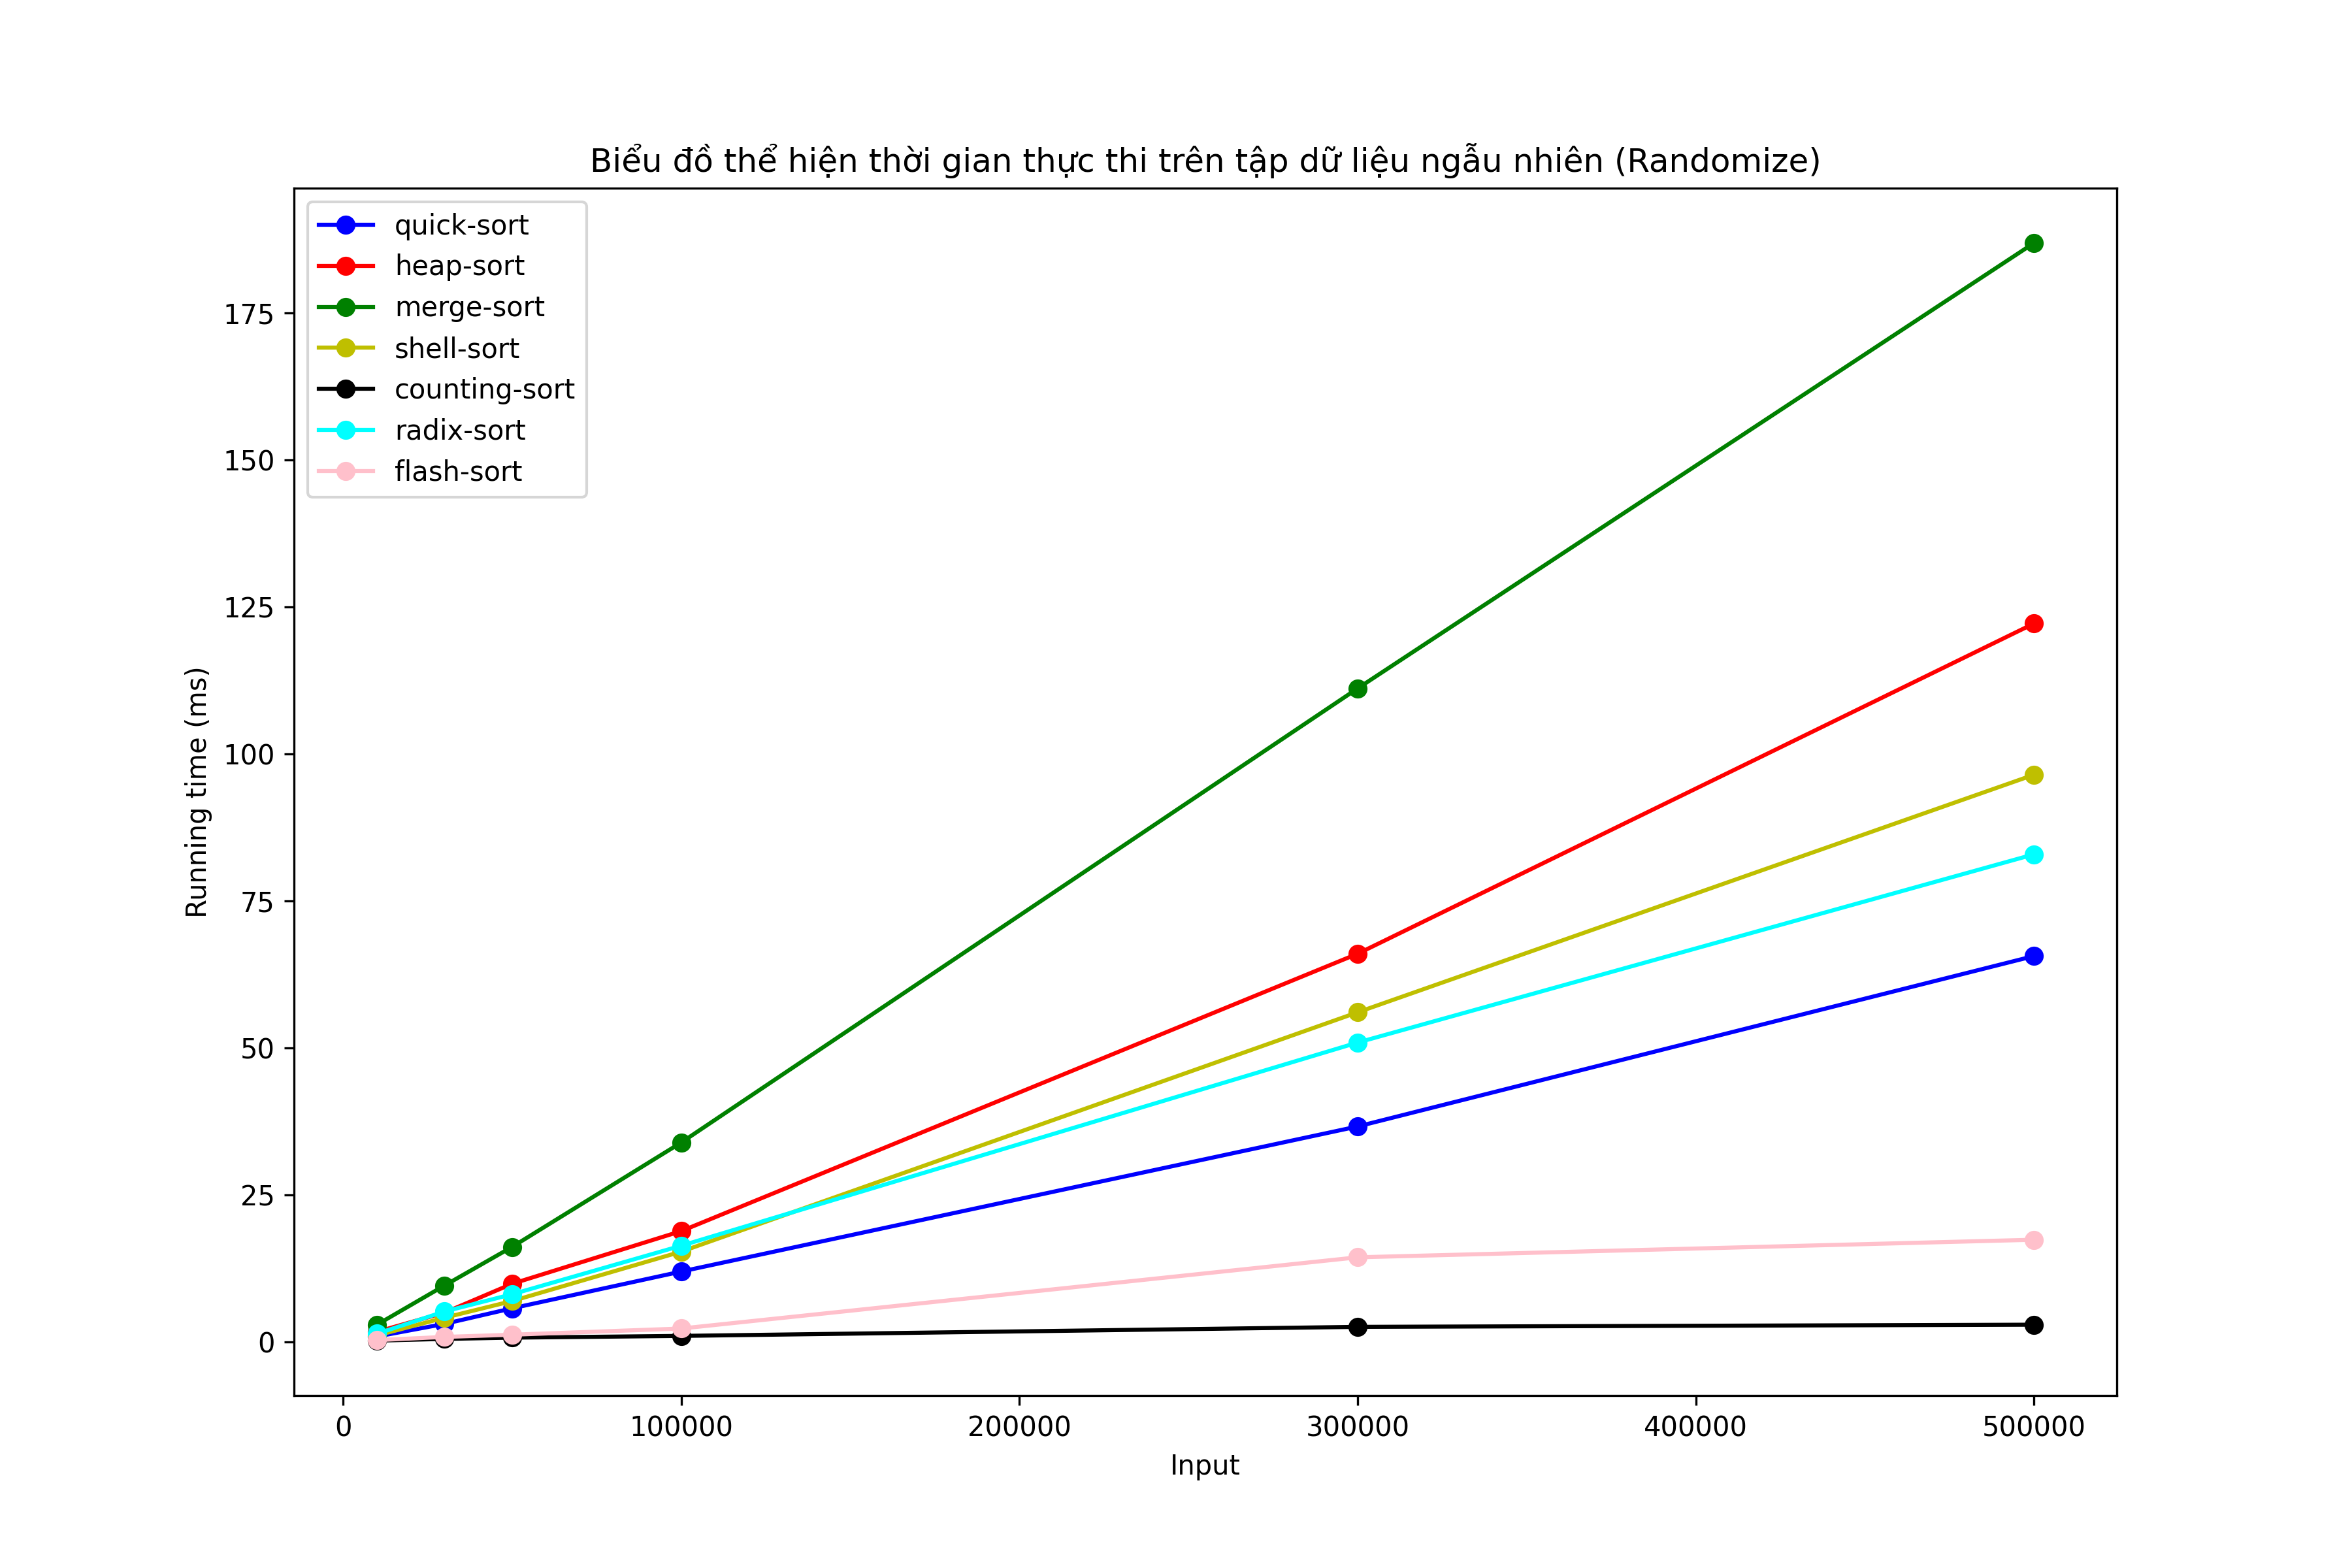 Biểu đồ thể hiện thời gian thực thi trên tập dữ liệu ngẫu nhiên (Randomize)
quick-sort
heap-sort
merge-sort
shell-sort
counting-sort
radix-sort
flash-sort
175
150
125
100
75
50
25
0
Running time (ms)
0 100000 200000 300000 400000 500000
Input